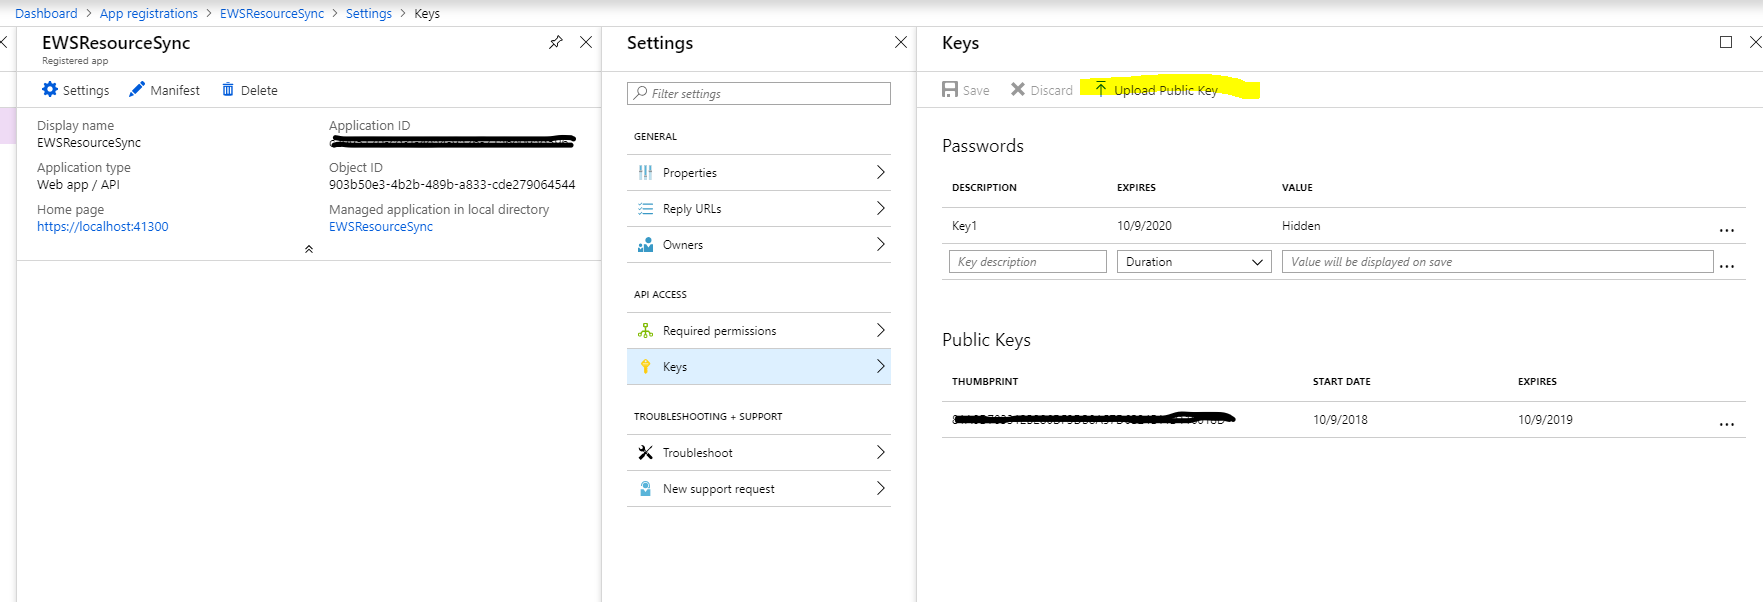 Dashboard > App registrations > EWSResourceSync > Settings > Keys
EWSResourceSync
Registered app
Settings Manifest Delete
Display name
EWSResourceSync
Application ID
Application type
Web app / API
Object ID
903b50e3-4b2b-489b-a833-cde279064544
Home page
https://localhost:41300
Managed application in local directory
EWSResourceSync
Settings
Filter settings
GENERAL
Properties
Reply URLs
Owners
API ACCESS
Required permissions
Keys
TROUBLESHOOTING + SUPPORT
Troubleshoot
New support request
Keys
Save Discard Upload Public Key
Passwords
DESCRIPTION EXPIRES VALUE
Key1 10/9/2020 Hidden ...
Key description Duration Value will be displayed on save ...
Public Keys
THUMBPRINT START DATE EXPIRES
10/9/2018 10/9/2019 ...